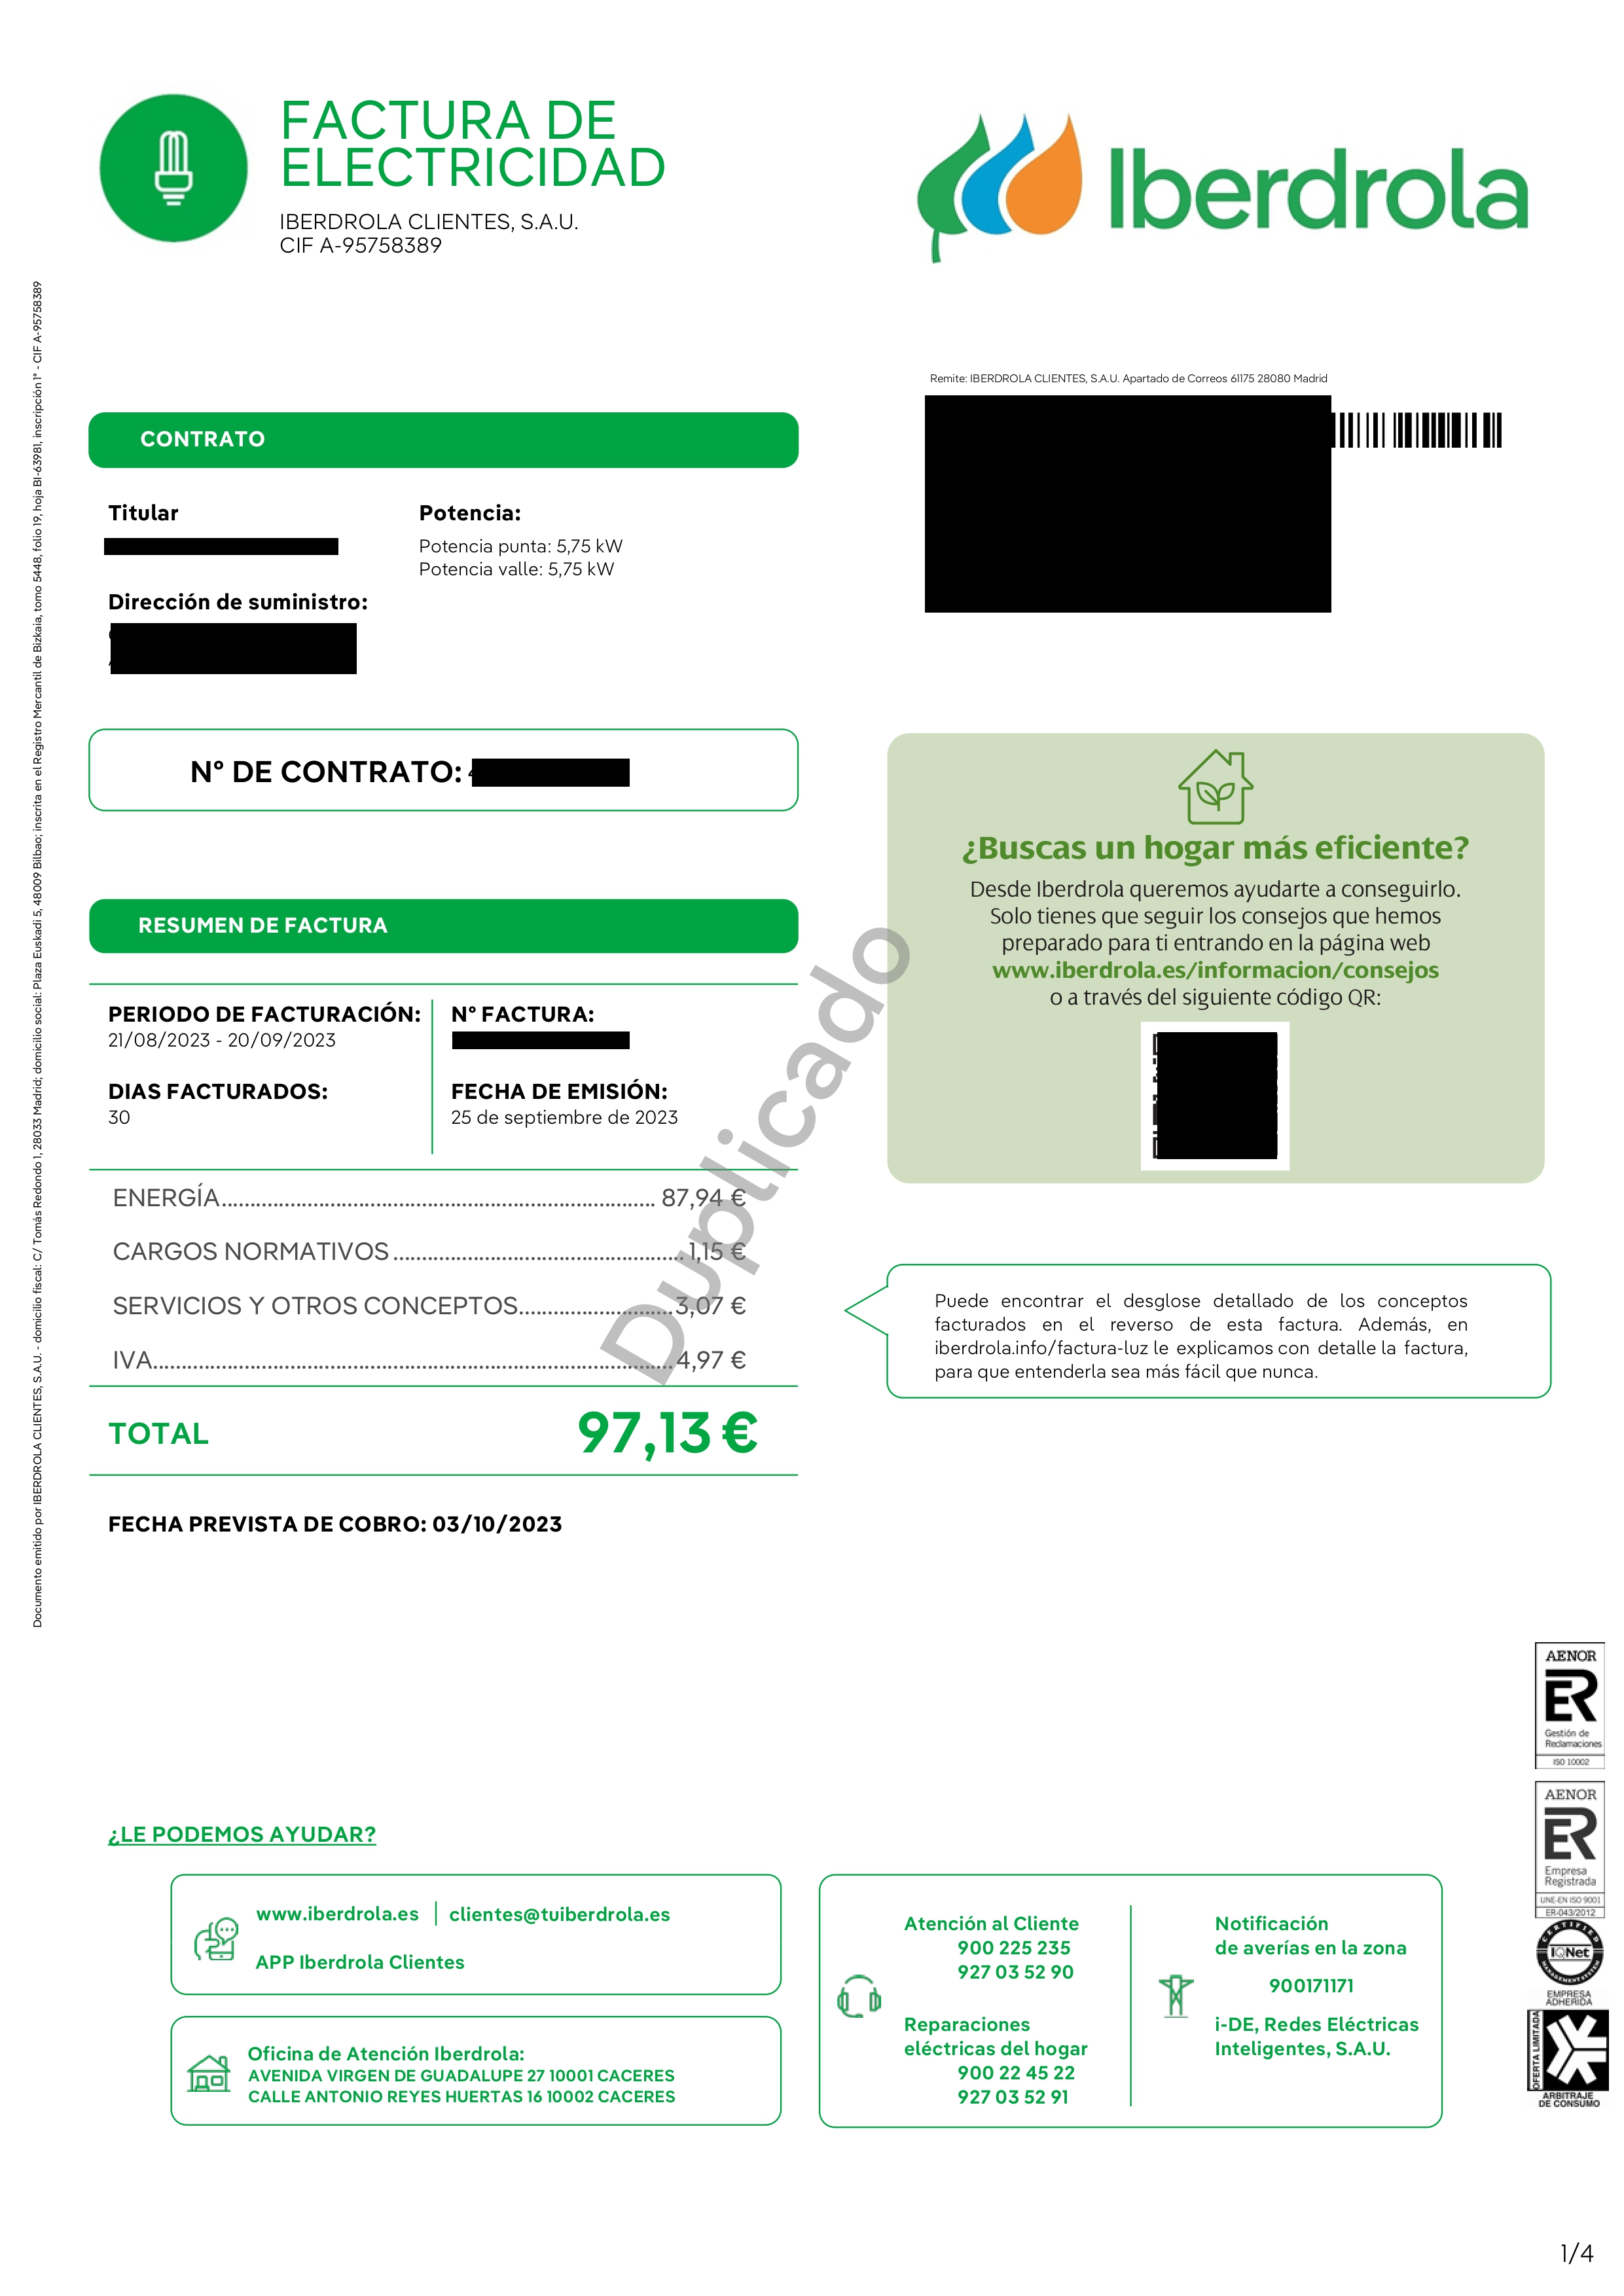 FACTURA DE
ELECTRICIDAD
IBERDROLA CLIENTES, S.A.U.
CIF A-95758389
Iberdrola
Documento emitido por IBERDROLA CLIENTES, S.A.U. - domicilio fiscal: C/ Tomás Redondo 1, 28033 Madrid; domicilio social: Plaza Euskadi 5, 48009 Bilbao; inscrita en el Registro Mercantil de Bizkaia, tomo 5448, folio 19, hoja BI-63981, inscripción 1ª - CIF A-95758389
Remite: IBERDROLA CLIENTES, S.A.U. Apartado de Correos 61175 28080 Madrid
CONTRATO
Titular
Potencia:
Potencia punta: 5,75 kW
Potencia valle: 5,75 kW
Dirección de suministro:
Nº DE CONTRATO:
¿Buscas un hogar más eficiente?
Desde Iberdrola queremos ayudarte a conseguirlo.
Solo tienes que seguir los consejos que hemos
preparado para ti entrando en la página web
www.iberdrola.es/informacion/consejos
o a través del siguiente código QR:
RESUMEN DE FACTURA
PERIODO DE FACTURACIÓN:
21/08/2023 - 20/09/2023
Nº FACTURA:
DIAS FACTURADOS:
30
FECHA DE EMISIÓN:
25 de septiembre de 2023
ENERGÍA 87,94 €
CARGOS NORMATIVOS 1,15 €
SERVICIOS Y OTROS CONCEPTOS 3,07 €
IVA 4,97 €
TOTAL 97,13 €
Duplicado
Puede encontrar el desglose detallado de los conceptos
facturados en el reverso de esta factura. Además, en
iberdrola.info/factura-luz le explicamos con detalle la factura,
para que entenderla sea más fácil que nunca.
FECHA PREVISTA DE COBRO: 03/10/2023
AENOR
ER
Gestión de
Reclamaciones
ISO 10002
AENOR
ER
Empresa
Registrada
UNE-EN ISO 9001
ER-043/2012
CERTIFIED
IQNet
MANAGEMENT SYSTEM
EMPRESA
ADHERIDA
OFERTA LIMITADA
ARBITRAJE
DE CONSUMO
¿LE PODEMOS AYUDAR?
www.iberdrola.es | clientes@tuiberdrola.es
APP Iberdrola Clientes
Oficina de Atención Iberdrola:
AVENIDA VIRGEN DE GUADALUPE 27 10001 CACERES
CALLE ANTONIO REYES HUERTAS 16 10002 CACERES
Atención al Cliente
900 225 235
927 03 52 90
Reparaciones
eléctricas del hogar
900 22 45 22
927 03 52 91
Notificación
de averías en la zona
900171171
i-DE, Redes Eléctricas
Inteligentes, S.A.U.
1/4